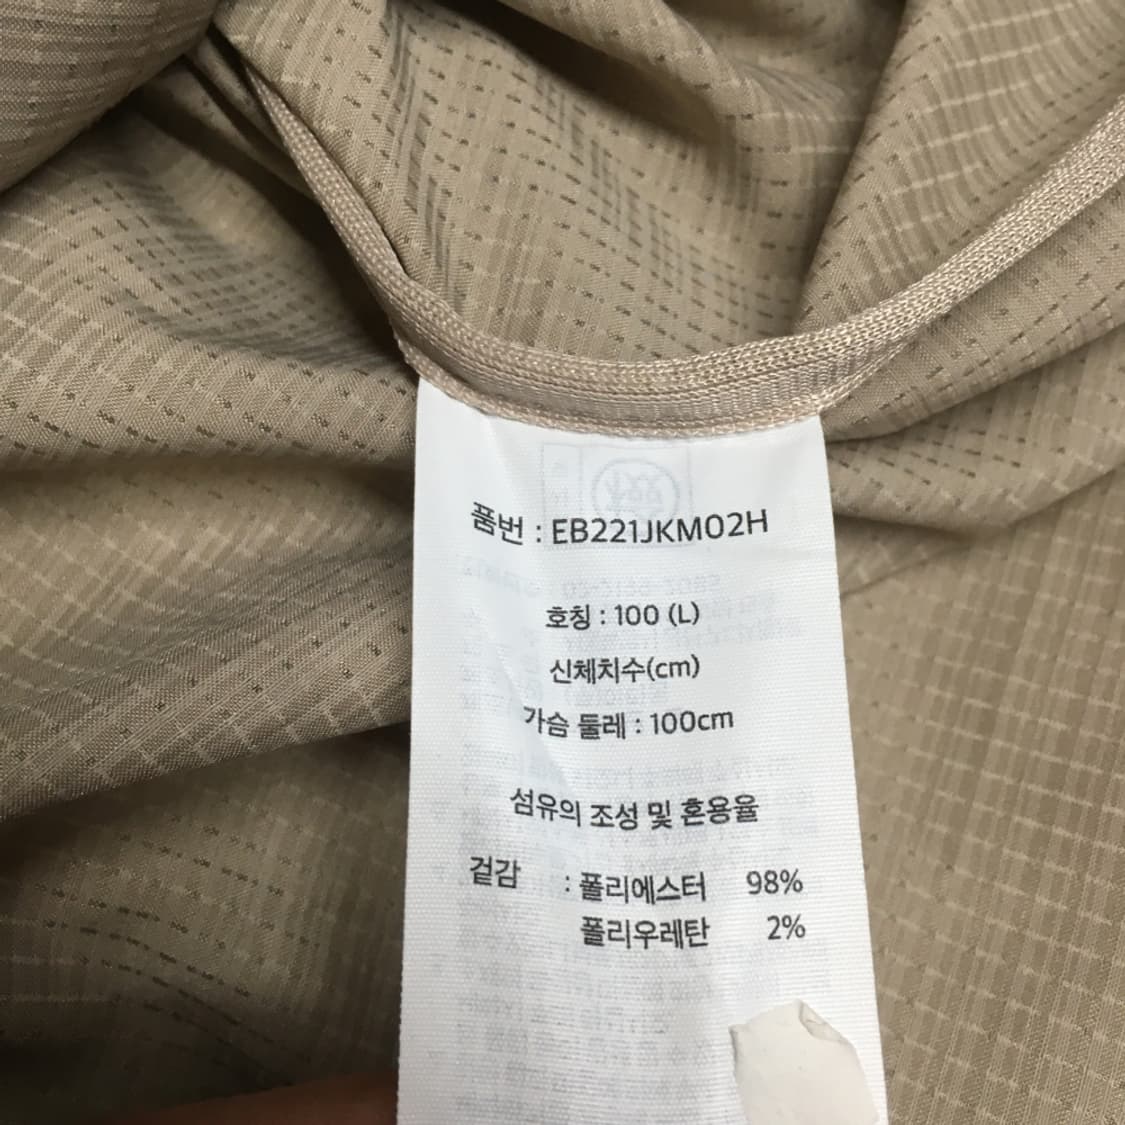 품번 : EB221JKM02H
호칭 : 100 (L)
신체치수(cm)
가슴 둘레 : 100cm
섬유의 조성 및 혼용율
겉감 : 폴리에스터 98%
폴리우레탄 2%